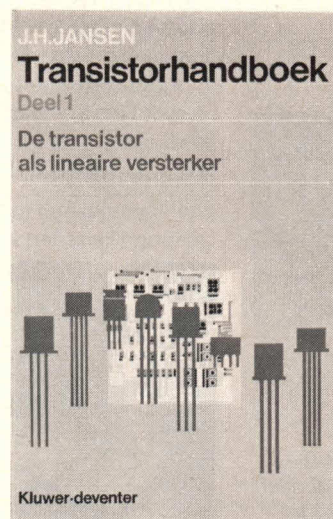 J.H.JANSEN
Transistorhandboek
Deel 1
De transistor
als lineaire versterker
Kluwer-deventer